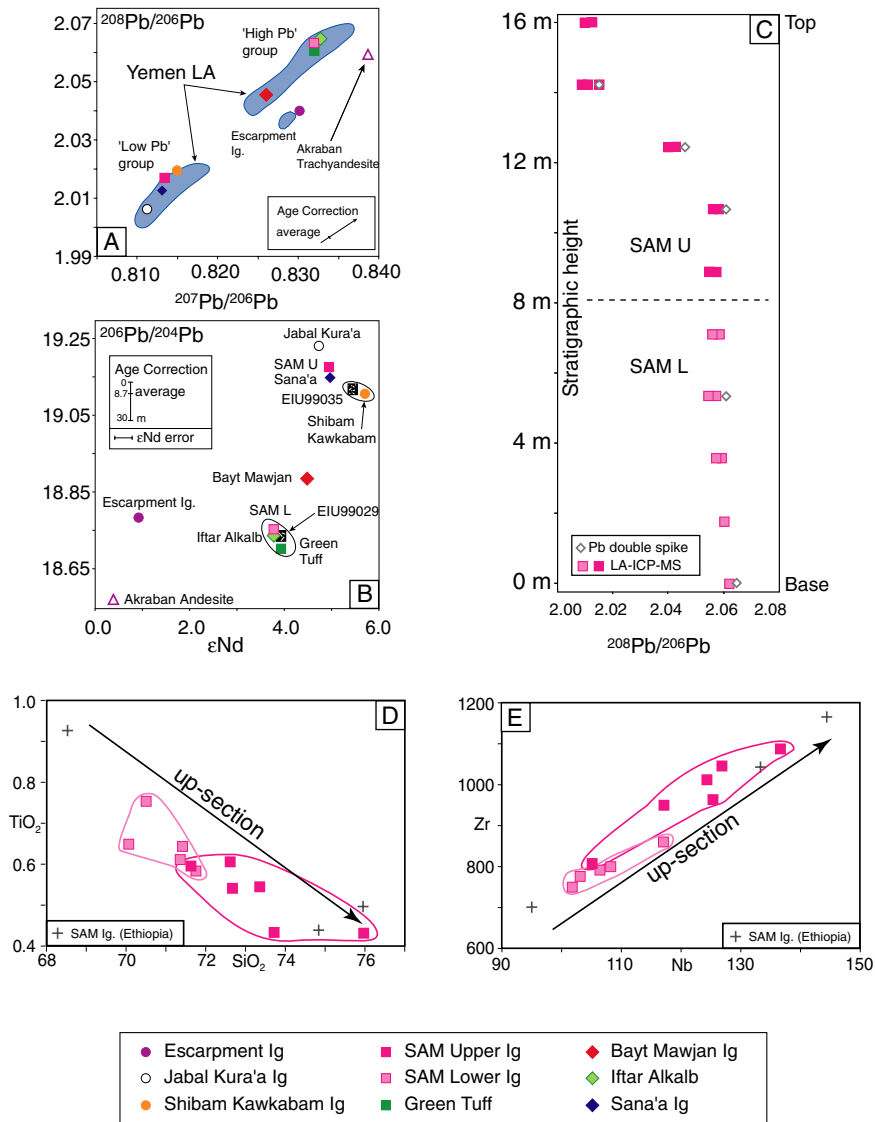 208Pb/206Pb
2.07
2.05
2.03
2.01
1.99
'High Pb'
group
Yemen LA
Escarpment
Ig.
Akraban
Trachyandesite
'Low Pb'
group
Age Correction
average
A
0.810
0.820
0.830
0.840
207Pb/206Pb
206Pb/204Pb
19.25
19.05
18.85
18.65
Jabal Kura'a
SAM U
Sana'a
EIU99035
Shibam
Kawkabam
Age Correction
0
8.7
average
30
m
εNd error
Bayt Mawjan
Escarpment Ig.
SAM L
EIU99029
Iftar Alkalb
Green
Tuff
Akraban Andesite
B
0.0
2.0
4.0
6.0
εNd
16 m
12 m
8 m
4 m
0 m
C
Top
Stratigraphic height
SAM U
SAM L
Pb double spike
LA-ICP-MS
Base
2.00
2.04
2.06
2.08
208Pb/206Pb
1.0
0.8
TiO2
0.6
0.4
D
up-section
+ SAM Ig. (Ethiopia)
68
70
72
SiO2
74
76
1200
1000
Zr
800
600
E
up-section
+ SAM Ig. (Ethiopia)
90
110
Nb
130
150
Escarpment Ig
SAM Upper Ig
Bayt Mawjan Ig
Jabal Kura'a Ig
SAM Lower Ig
Iftar Alkalb
Shibam Kawkabam Ig
Green Tuff
Sana'a Ig